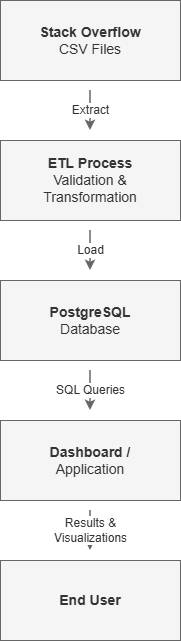 Stack Overflow
CSV Files
Extract
ETL Process
Validation &
Transformation
Load
PostgreSQL
Database
SQL Queries
Dashboard /
Application
Results &
Visualizations
End User